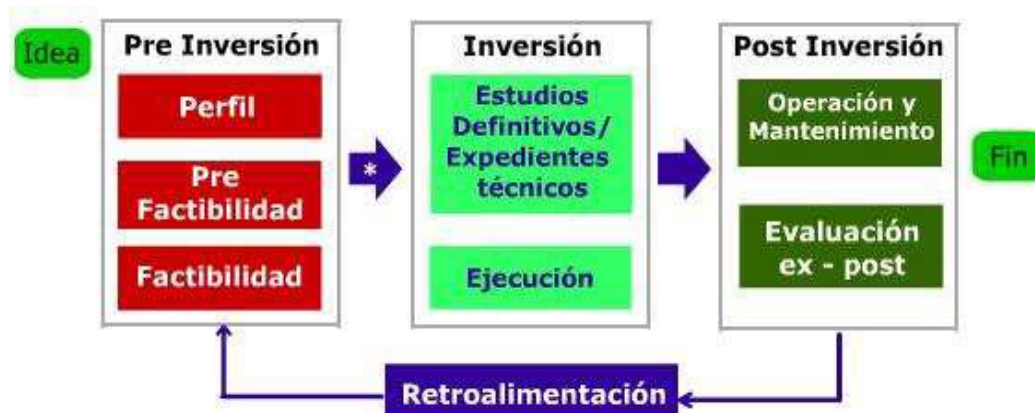 Idea
Pre Inversión
Perfil
Pre
Factibilidad
Factibilidad
*
Inversión
Estudios
Definitivos/
Expedientes
técnicos
Ejecución
Post Inversión
Operación y
Mantenimiento
Evaluación
ex - post
Fin
Retroalimentación